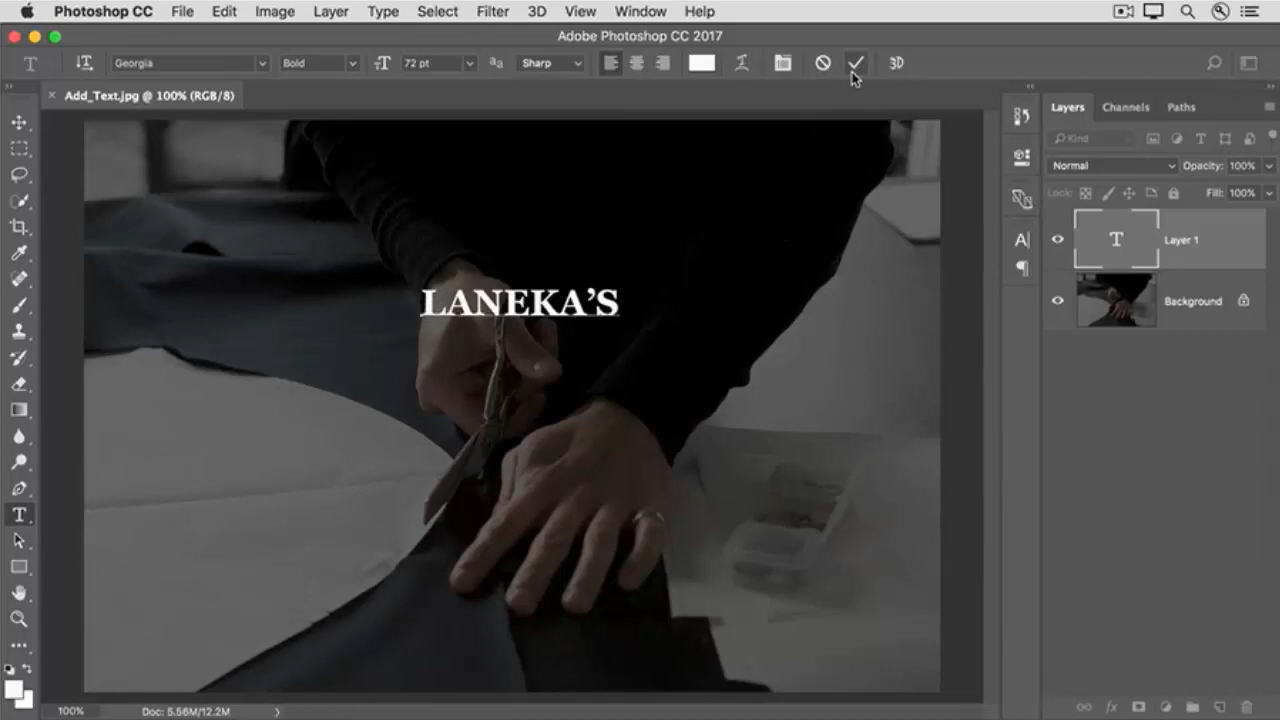 Photoshop CC File Edit Image Layer Type Select Filter 3D View Window Help
Adobe Photoshop CC 2017
Georgia Bold 72 pt Sharp 3D
× Add_Text.jpg @ 100% (RGB/8)
Layers Channels Paths
Kind
Normal Opacity: 100%
Lock: Fill: 100%
T Layer 1
Background
LANEKA’S
100% Doc: 5.56M/12.2M